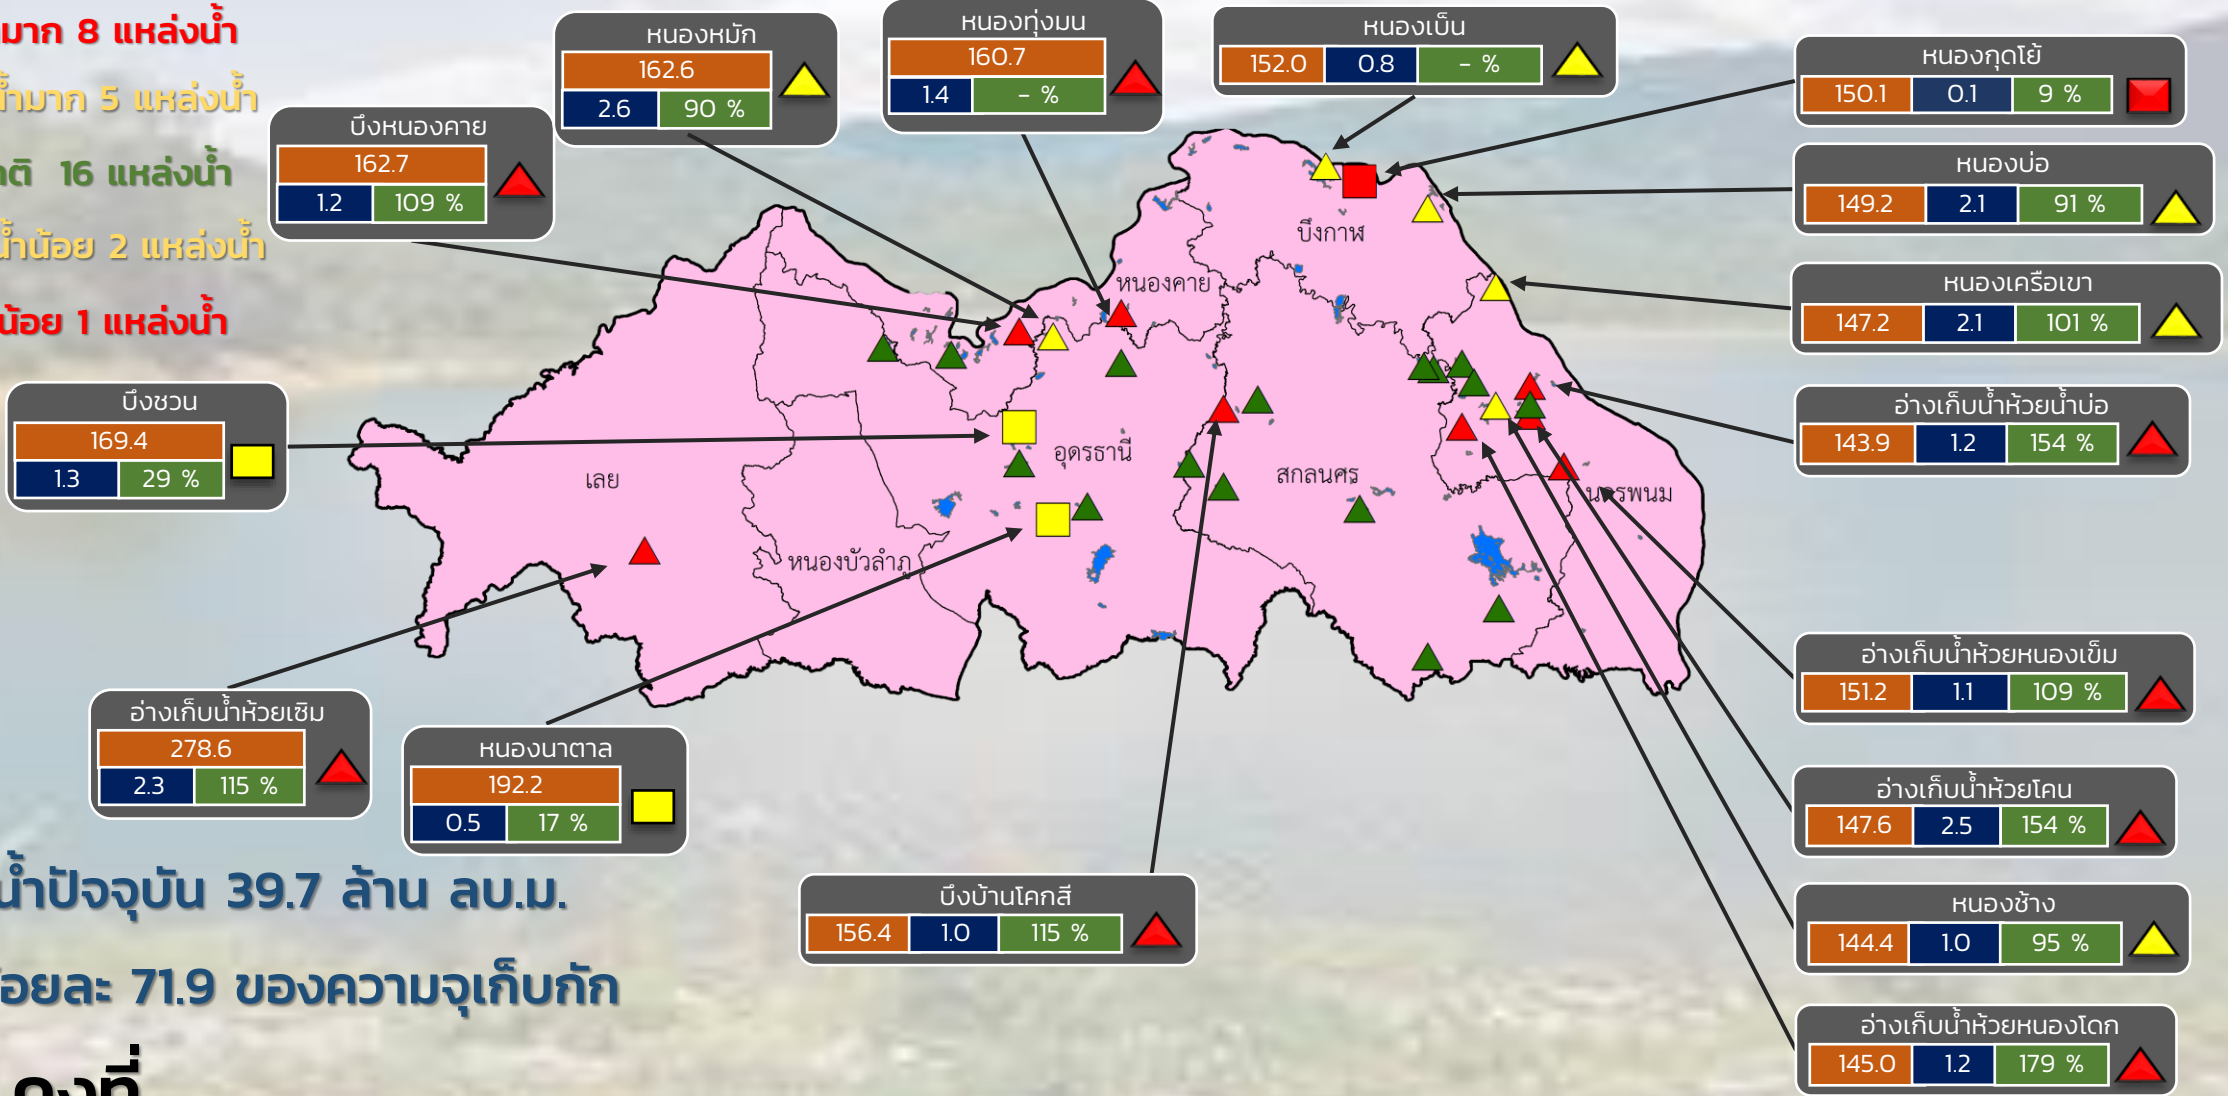 มาก 8 แหล่งน้ำ
น้ำมาก 5 แหล่งน้ำ
16 แหล่งน้ำ
น้ำน้อย 2 แหล่งน้ำ
น้อย 1 แหล่งน้ำ
บึงหนองคาย
162.7
1.2 109 %
หนองหมัก
162.6
2.6 90 %
หนองทุ่งมน
160.7
1.4 - %
หนองเบ็น
152.0 0.8 - %
หนองกุดโย้
150.1 0.1 9 %
หนองบ่อ
149.2 2.1 91 %
หนองเครือเขา
147.2 2.1 101 %
อ่างเก็บน้ำห้วยน้ำบ่อ
143.9 1.2 154 %
อ่างเก็บน้ำห้วยหนองเข็ม
151.2 1.1 109 %
อ่างเก็บน้ำห้วยโคน
147.6 2.5 154 %
หนองช้าง
144.4 1.0 95 %
อ่างเก็บน้ำห้วยหนองโดก
145.0 1.2 179 %
บึงชวน
169.4
1.3 29 %
อ่างเก็บน้ำห้วยเซิม
278.6
2.3 115 %
หนองนาตาล
192.2
0.5 17 %
บึงบ้านโคกสี
156.4 1.0 115 %
บึงกาฬ
หนองคาย
อุดรธานี
เลย
สกลนคร
นครพนม
หนองบัวลำภู
น้ำปัจจุบัน 39.7 ล้าน ลบ.ม.
71.9 ของความจุเก็บกัก